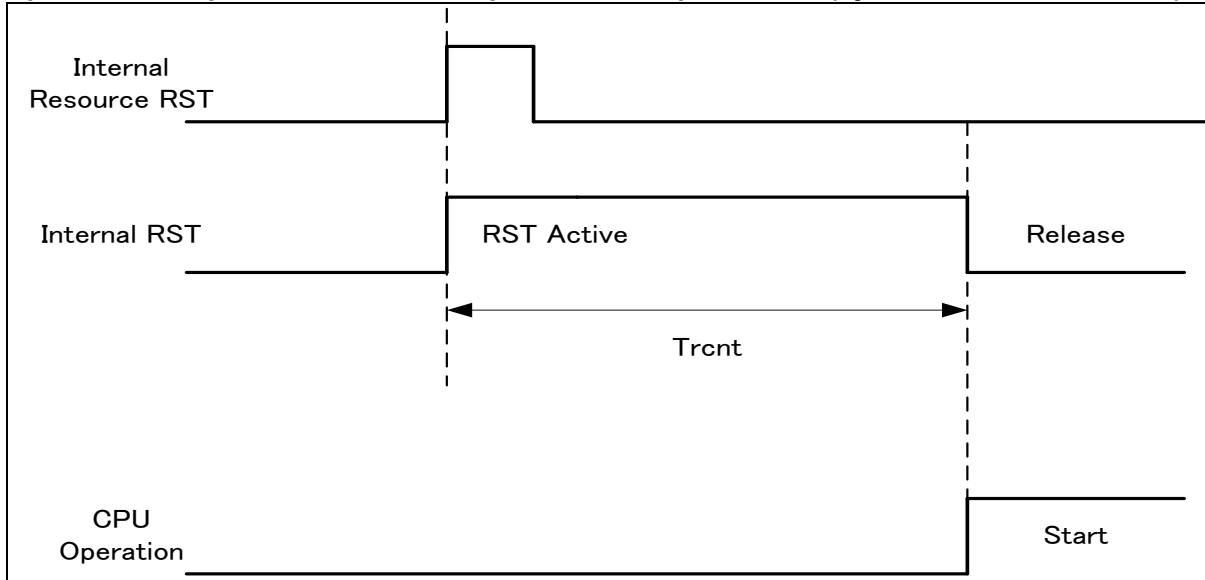 Internal
Resource RST
Internal RST
RST Active
Release
Trcnt
CPU
Operation
Start